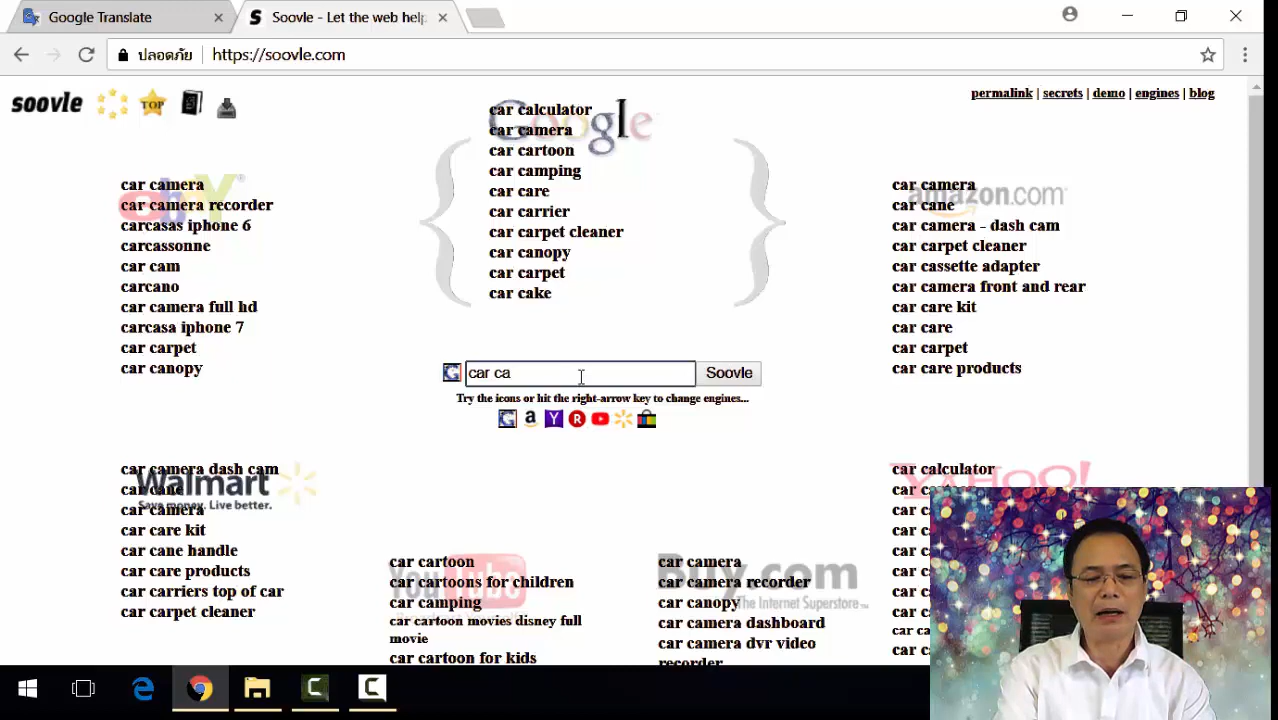 Google Translate
Soovle - Let the web help
ปลอดภัย
https://soovle.com
soovle
TOP
permalink | secrets | demo | engines | blog
Google
car calculator
car camera
car cartoon
car camping
car care
car carrier
car carpet cleaner
car canopy
car carpet
car cake
ebay
car camera
car camera recorder
carcasas iphone 6
carcassonne
car cam
carcano
car camera full hd
carcasa iphone 7
car carpet
car canopy
amazon.com
car camera
car cane
car camera - dash cam
car carpet cleaner
car cassette adapter
car camera front and rear
car care kit
car care
car carpet
car care products
car ca
Soovle
Try the icons or hit the right-arrow key to change engines...
Walmart
Save money. Live better.
car camera dash cam
car cane
car camera
car care kit
car cane handle
car care products
car carriers top of car
car carpet cleaner
YouTube
car cartoon
car cartoons for children
car camping
car cartoon movies disney full
movie
car cartoon for kids
Buy.com
The Internet Superstore
car camera
car camera recorder
car canopy
car camera dashboard
car camera dvr video
recorder
YAHOO!
car calculator